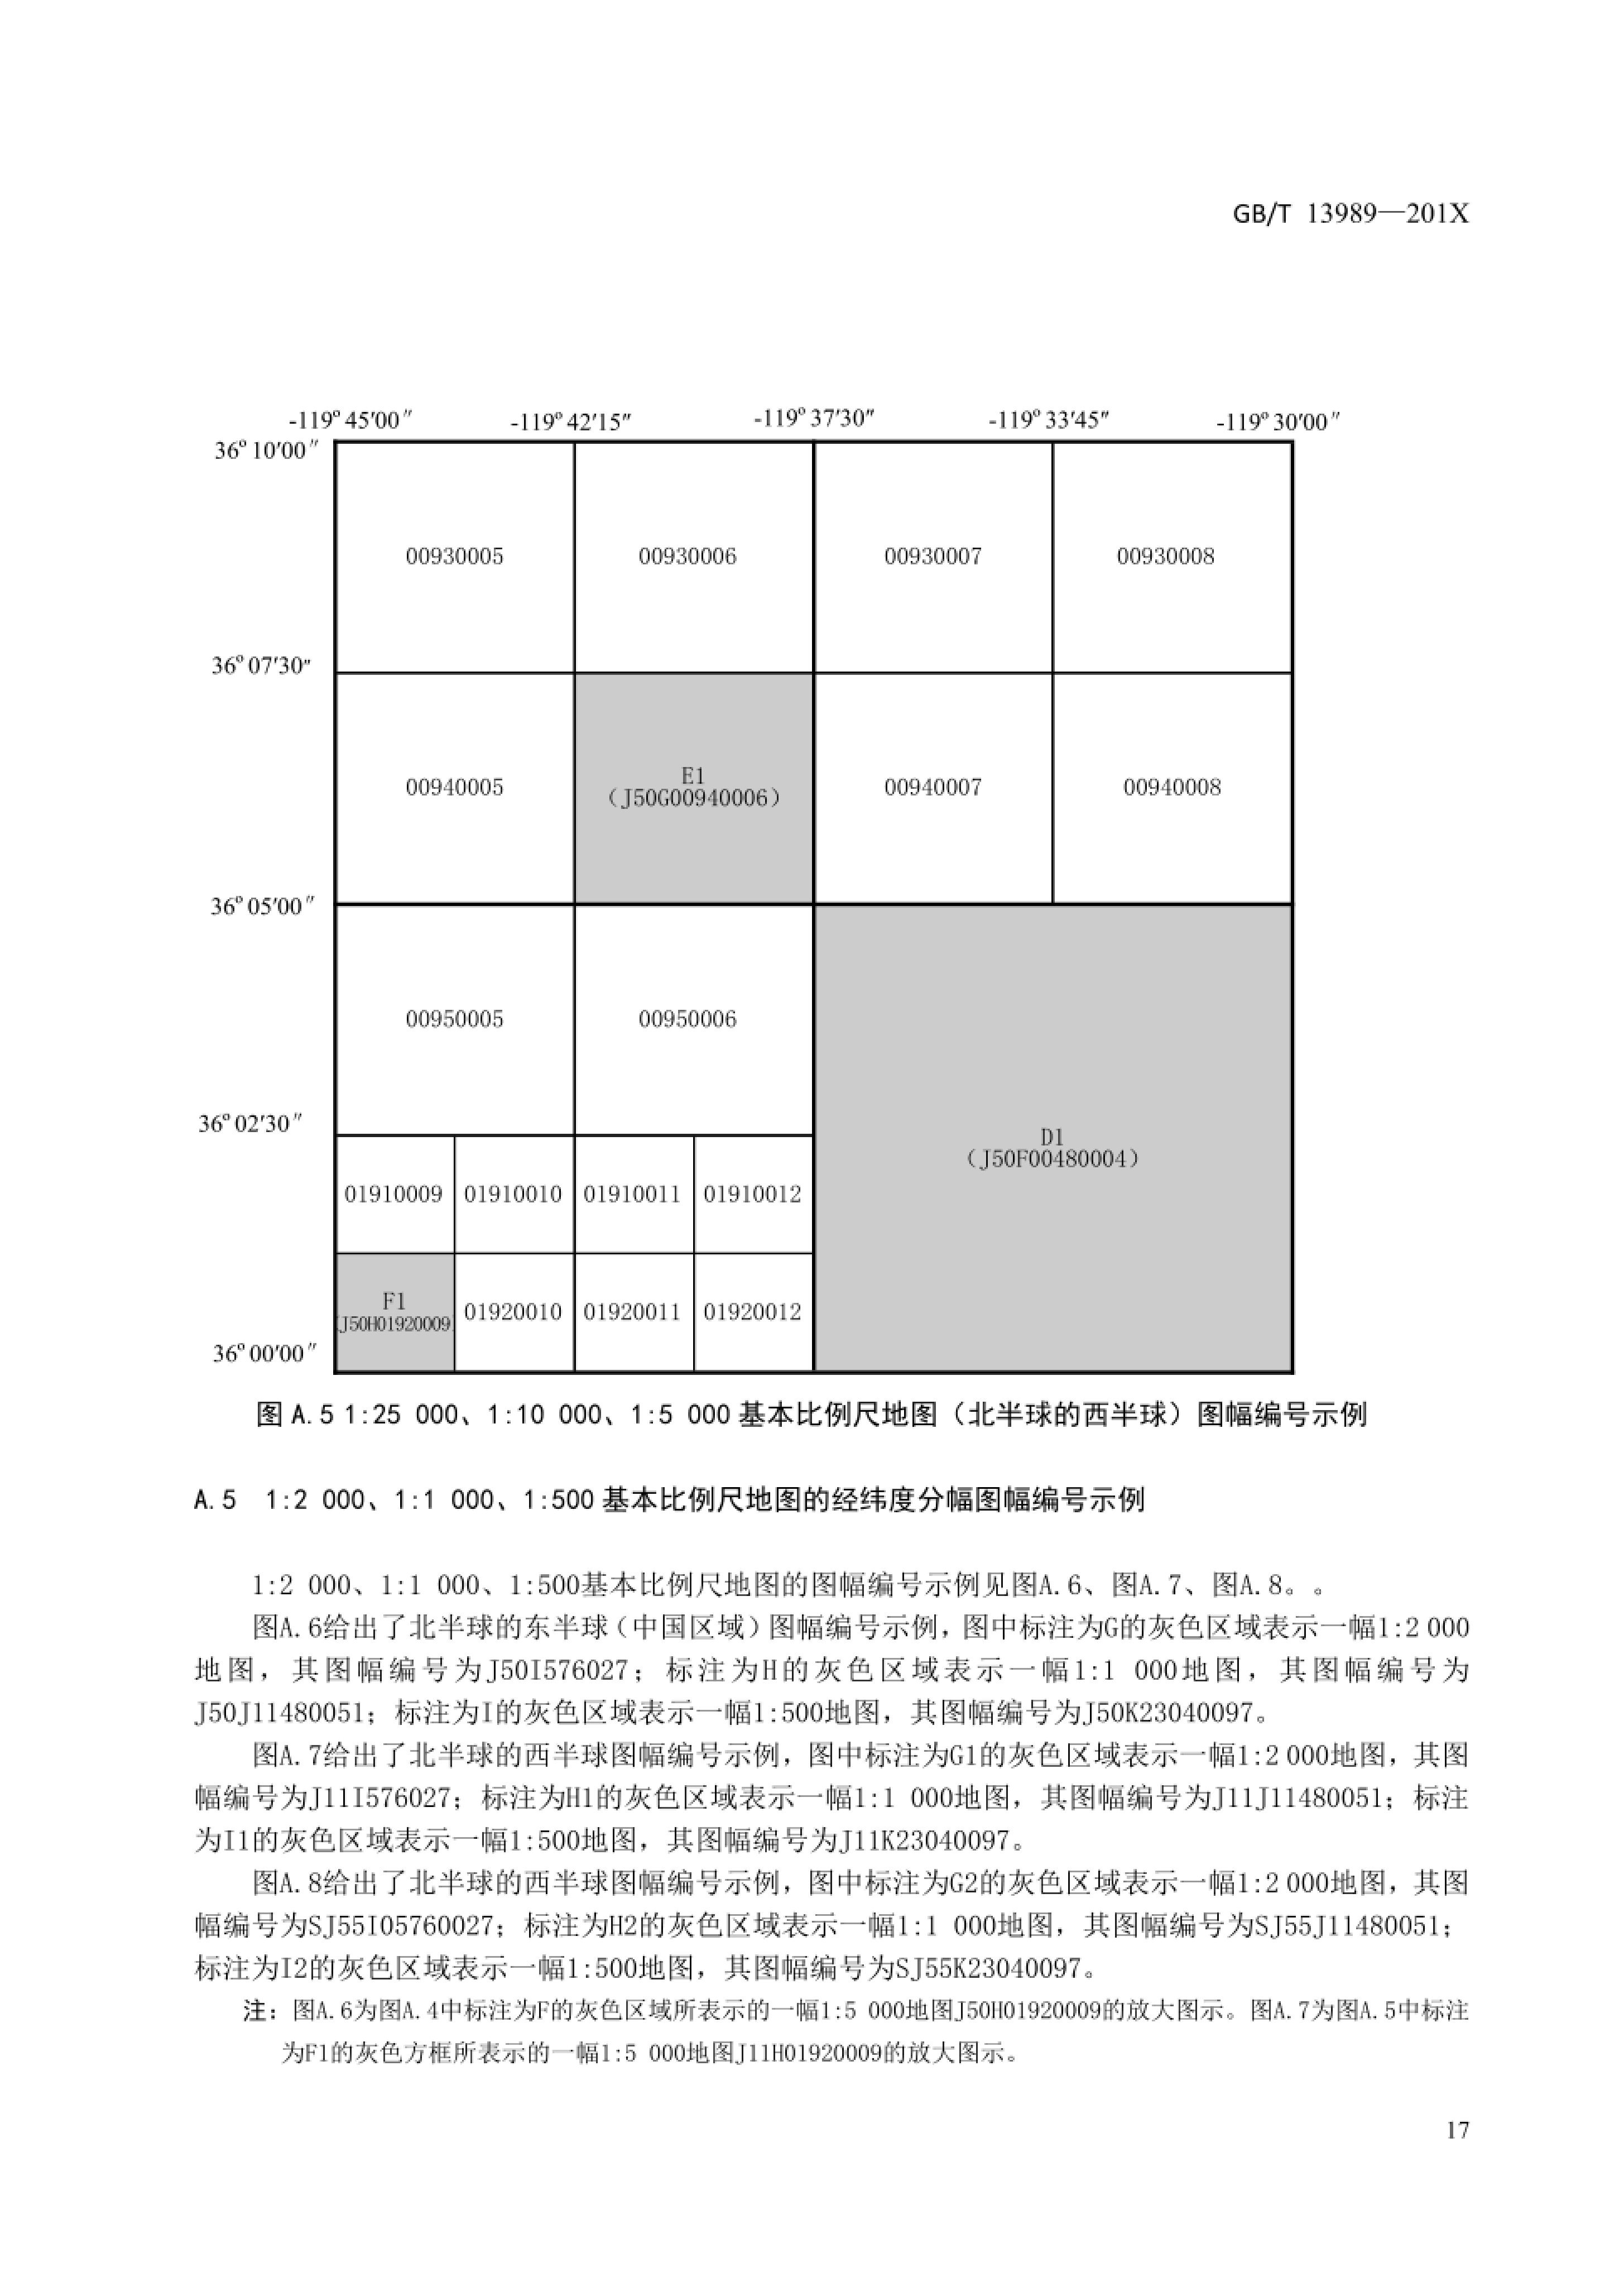 GB/T 13989—201X
-119°45′00″ -119°42′15″ -119°37′30″ -119°33′45″ -119°30′00″
36°10′00″
00930005 00930006 00930007 00930008
36°07′30″
00940005 E1 00940007 00940008
（J50G00940006）
36°05′00″
00950005 00950006
36°02′30″
D1
（J50F00480004）
01910009 01910010 01910011 01910012
F1 01920010 01920011 01920012
J50H01920009
36°00′00″
图 A.5 1:25 000、1:10 000、1:5 000 基本比例尺地图（北半球的西半球）图幅编号示例
A.5 1:2 000、1:1 000、1:500 基本比例尺地图的经纬度分幅图幅编号示例
1:2 000、1:1 000、1:500基本比例尺地图的图幅编号示例见图A.6、图A.7、图A.8。。
图A.6给出了北半球的东半球（中国区域）图幅编号示例，图中标注为G的灰色区域表示一幅1:2 000
地图，其图幅编号为J50I576027；标注为H的灰色区域表示一幅1:1 000地图，其图幅编号为
J50J11480051；标注为I的灰色区域表示一幅1:500地图，其图幅编号为J50K23040097。
图A.7给出了北半球的西半球图幅编号示例，图中标注为G1的灰色区域表示一幅1:2 000地图，其图
幅编号为J11I576027；标注为H1的灰色区域表示一幅1:1 000地图，其图幅编号为J11J11480051；标注
为I1的灰色区域表示一幅1:500地图，其图幅编号为J11K23040097。
图A.8给出了北半球的西半球图幅编号示例，图中标注为G2的灰色区域表示一幅1:2 000地图，其图
幅编号为SJ55I05760027；标注为H2的灰色区域表示一幅1:1 000地图，其图幅编号为SJ55J11480051；
标注为I2的灰色区域表示一幅1:500地图，其图幅编号为SJ55K23040097。
注：图A.6为图A.4中标注为F的灰色区域所表示的一幅1:5 000地图J50H01920009的放大图示。图A.7为图A.5中标注
为F1的灰色方框所表示的一幅1:5 000地图J11H01920009的放大图示。
17